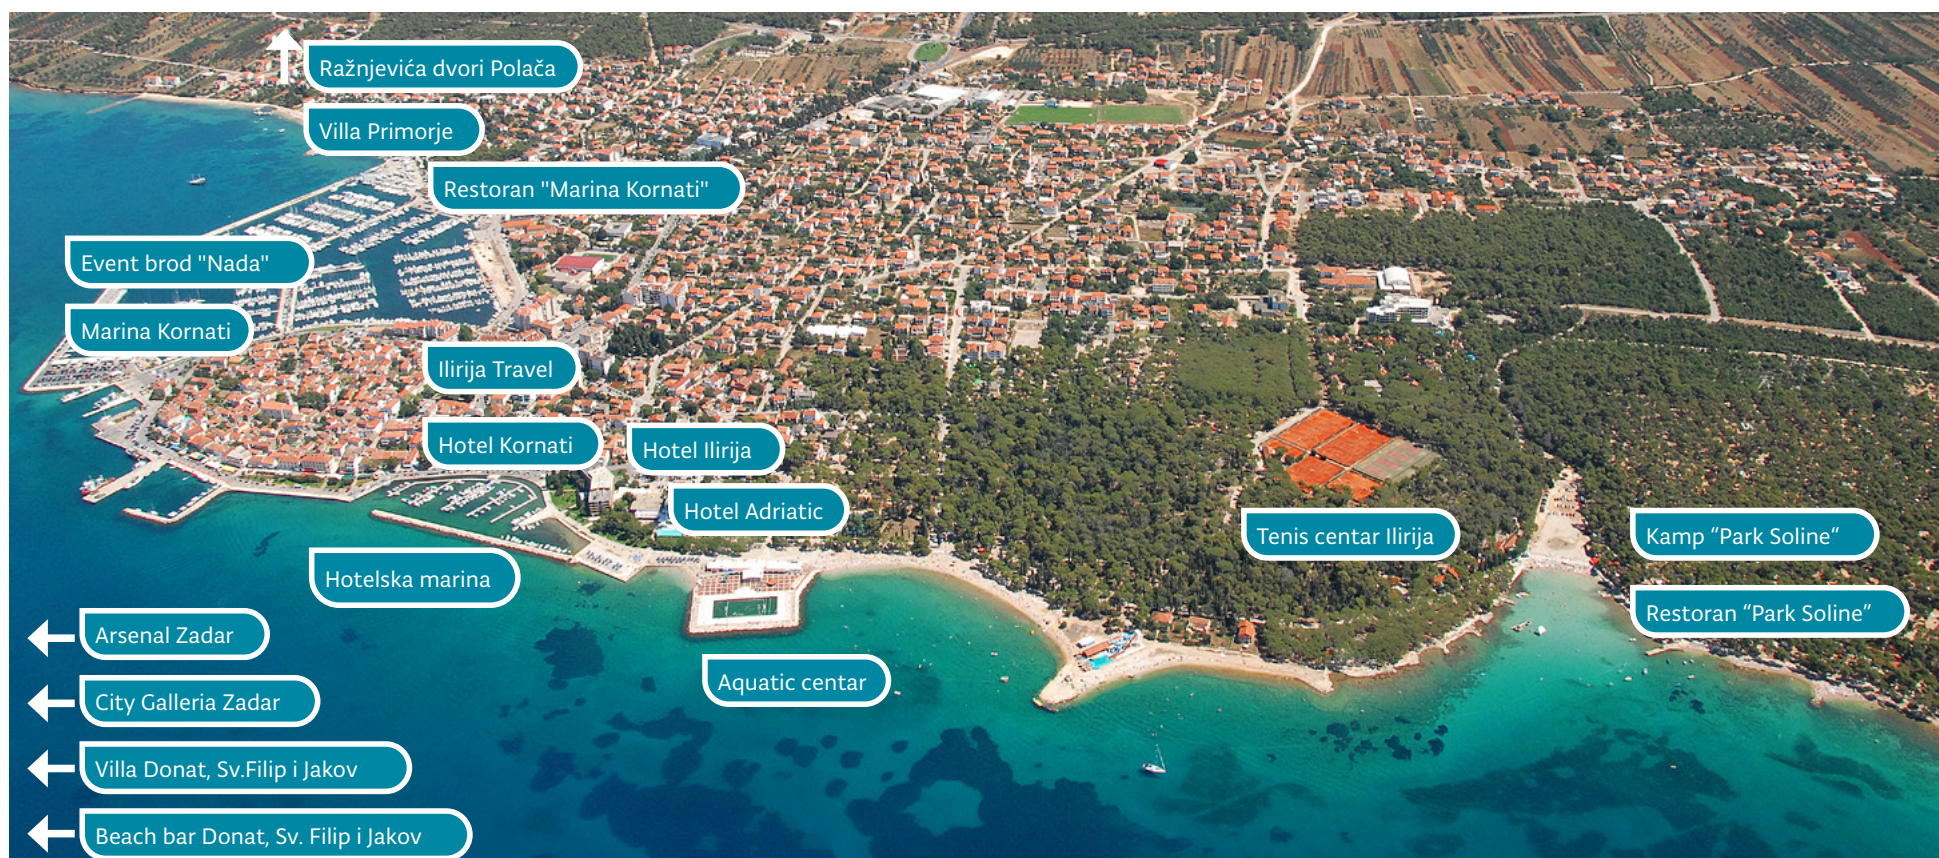 Ražnjevića dvori Polača
Villa Primorje
Restoran "Marina Kornati"
Event brod "Nada"
Marina Kornati
Ilirija Travel
Hotel Kornati
Hotel Ilirija
Hotel Adriatic
Tenis centar Ilirija
Kamp “Park Soline“
Hotelska marina
Restoran “Park Soline”
Arsenal Zadar
Aquatic centar
City Galleria Zadar
Villa Donat, Sv.Filip i Jakov
Beach bar Donat, Sv. Filip i Jakov